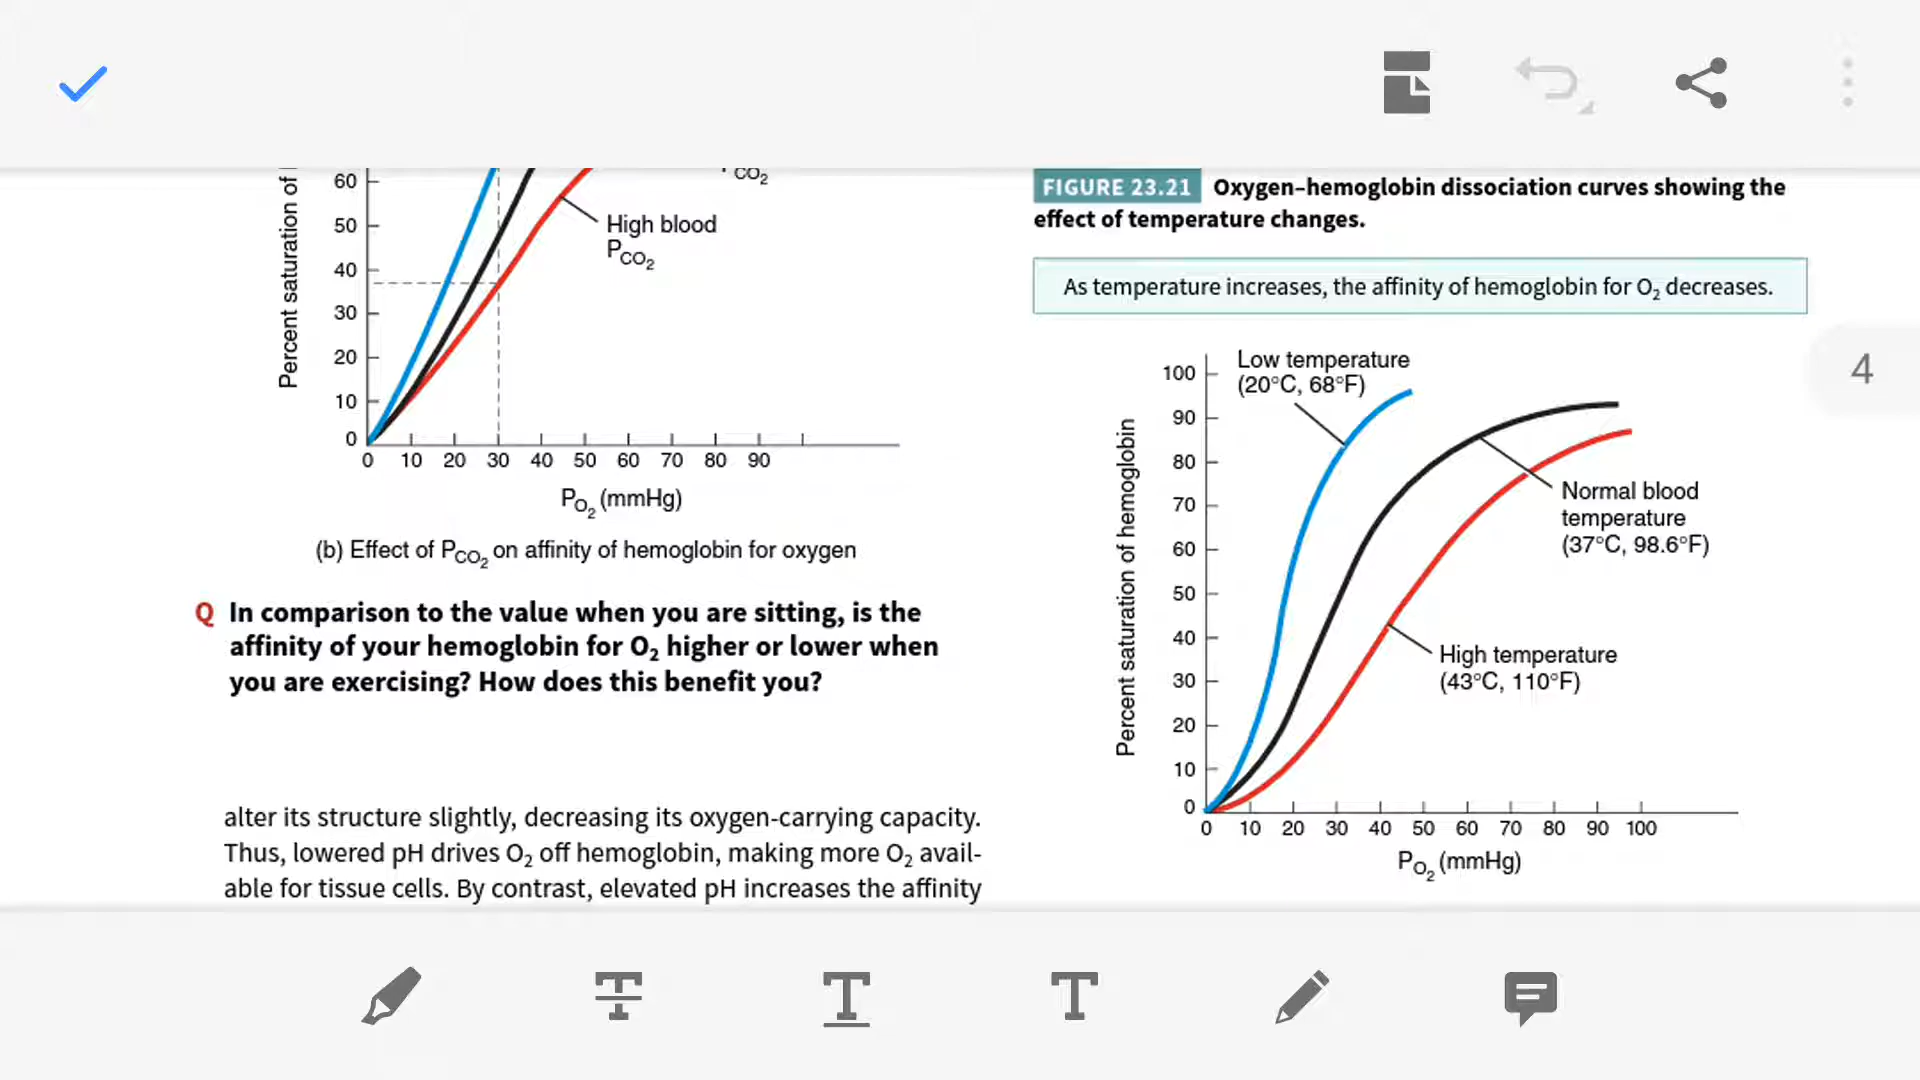 Percent saturation of
60
50
40
30
20
10
0
CO2
High blood
PCO2
0 10 20 30 40 50 60 70 80 90
PO2 (mmHg)
(b) Effect of PCO2 on affinity of hemoglobin for oxygen
Q In comparison to the value when you are sitting, is the
affinity of your hemoglobin for O2 higher or lower when
you are exercising? How does this benefit you?
alter its structure slightly, decreasing its oxygen-carrying capacity.
Thus, lowered pH drives O2 off hemoglobin, making more O2 avail-
able for tissue cells. By contrast, elevated pH increases the affinity
FIGURE 23.21 Oxygen–hemoglobin dissociation curves showing the
effect of temperature changes.
As temperature increases, the affinity of hemoglobin for O2 decreases.
Percent saturation of hemoglobin
100
90
80
70
60
50
40
30
20
10
0
Low temperature
(20°C, 68°F)
Normal blood
temperature
(37°C, 98.6°F)
High temperature
(43°C, 110°F)
0 10 20 30 40 50 60 70 80 90 100
PO2 (mmHg)
4